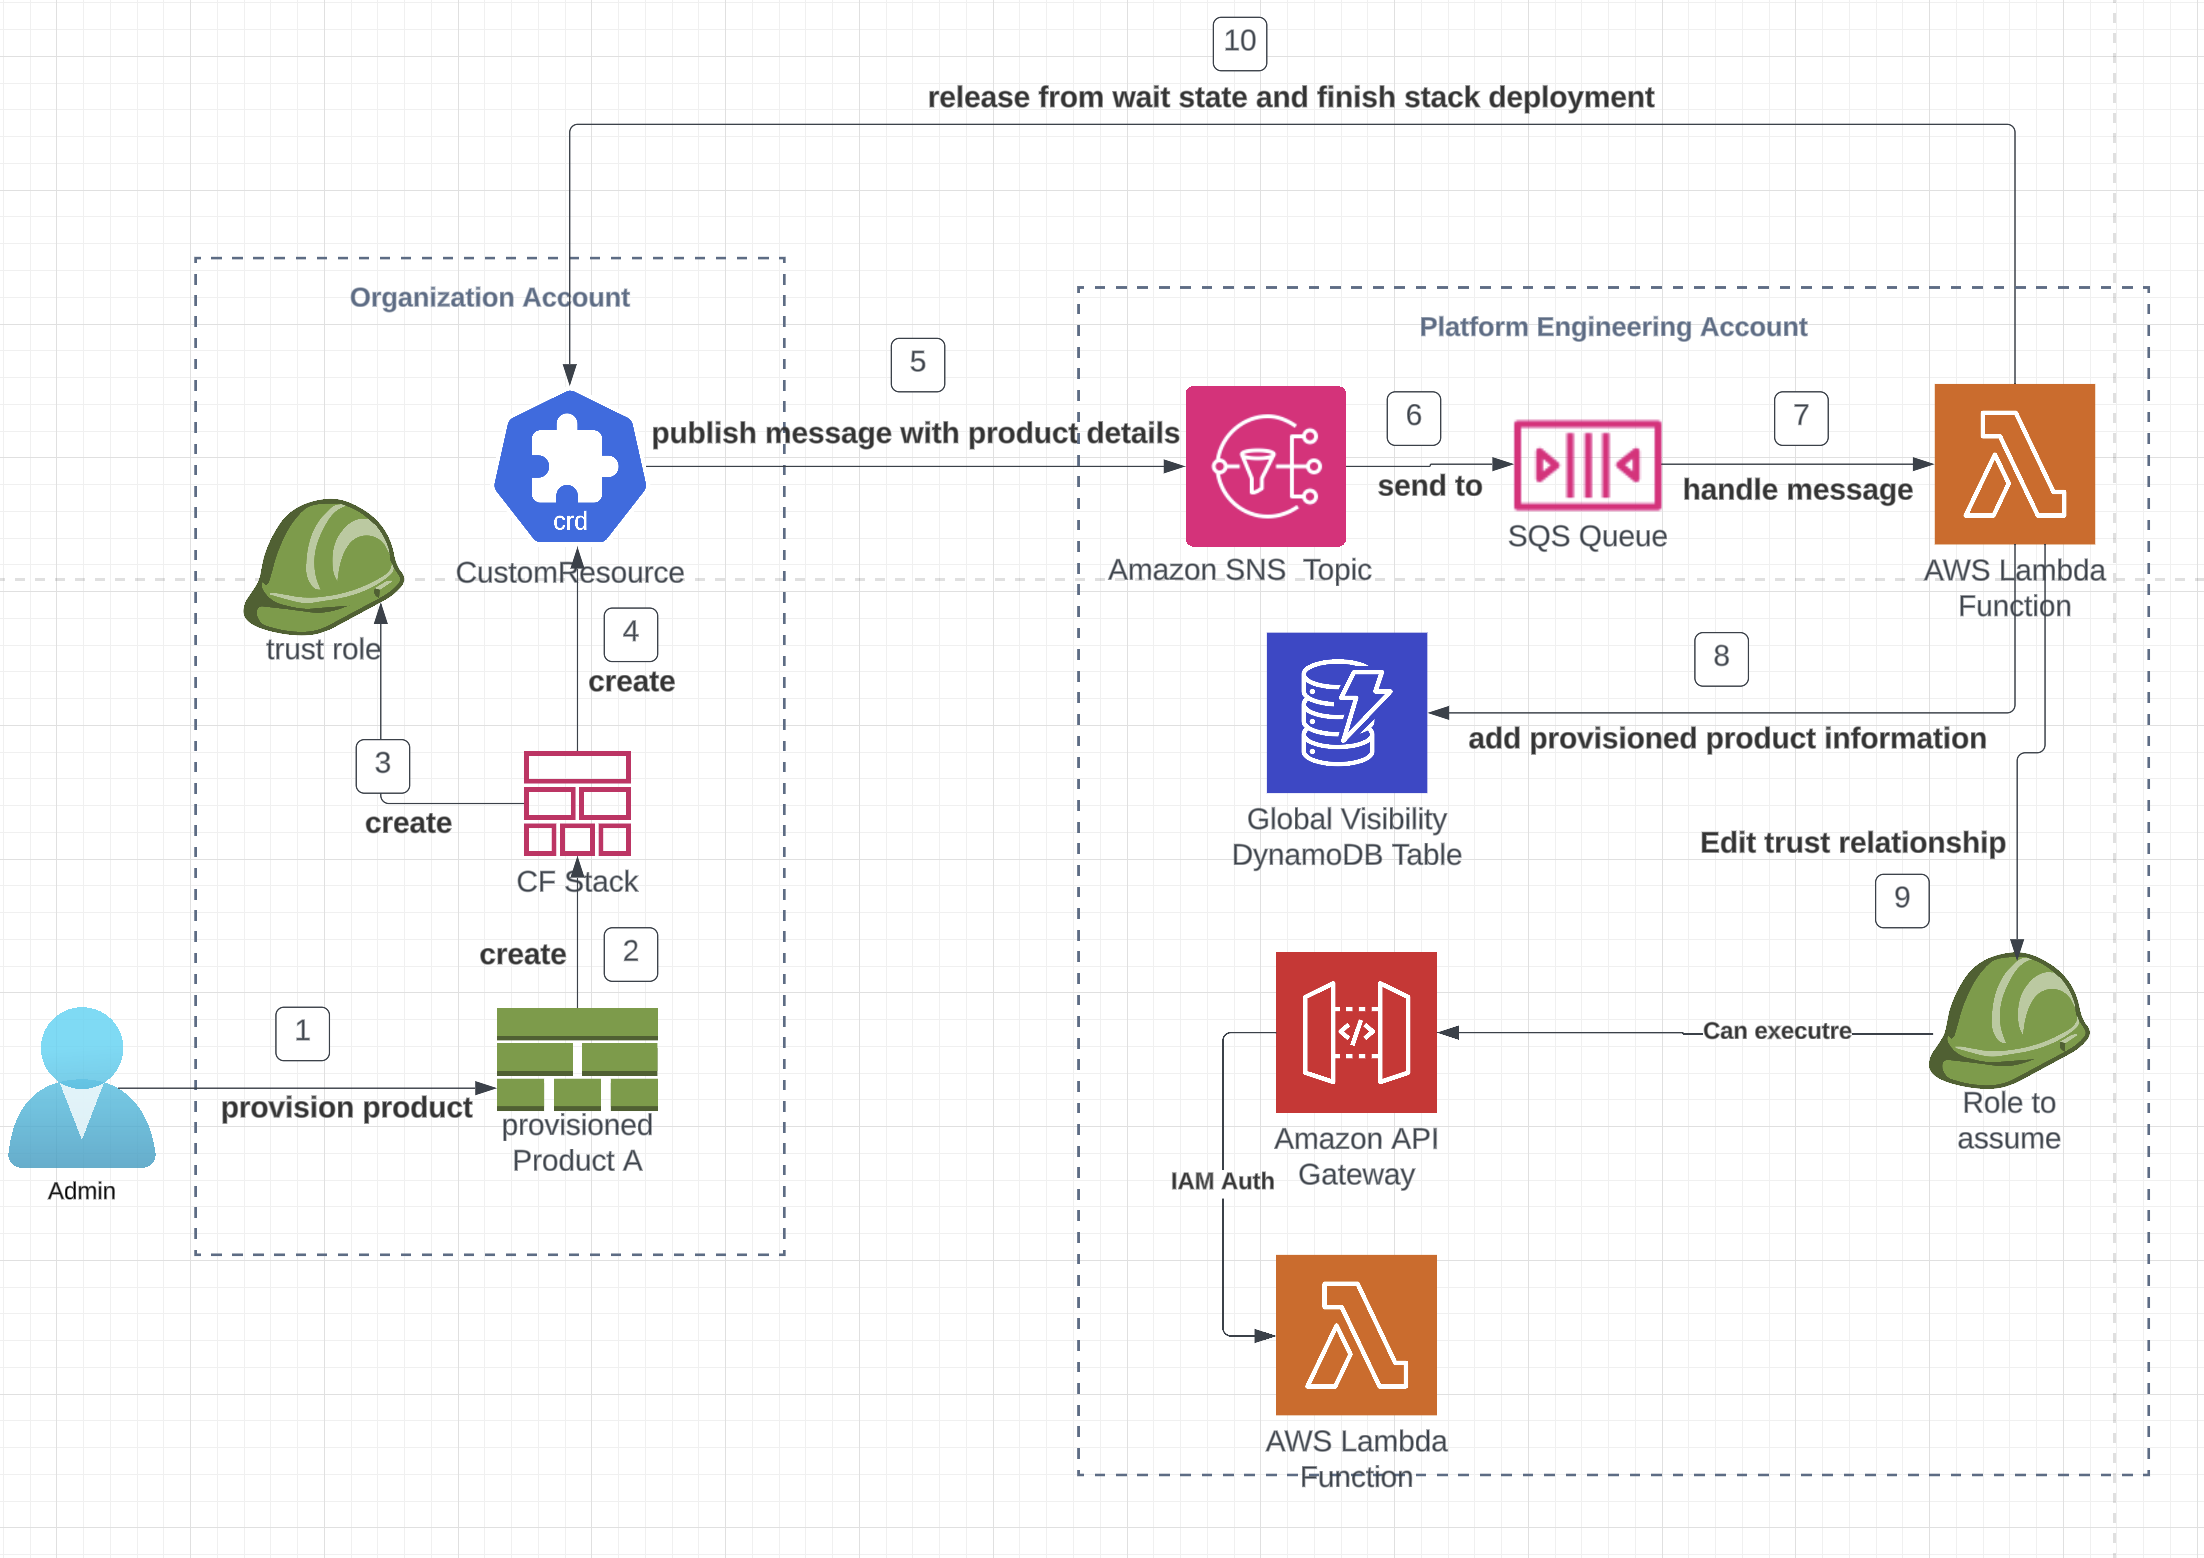 10
release from wait state and finish stack deployment
Organization Account
Platform Engineering Account
5
publish message with product details
6
send to
7
handle message
crd
CustomResource
Amazon SNS  Topic
SQS Queue
AWS Lambda
Function
trust role
4
create
8
add provisioned product information
3
create
Global Visibility
DynamoDB Table
CF Stack
Edit trust relationship
9
create
2
1
provision product
provisioned
Product A
Admin
Can executre
Role to
assume
Amazon API
Gateway
IAM Auth
AWS Lambda
Function